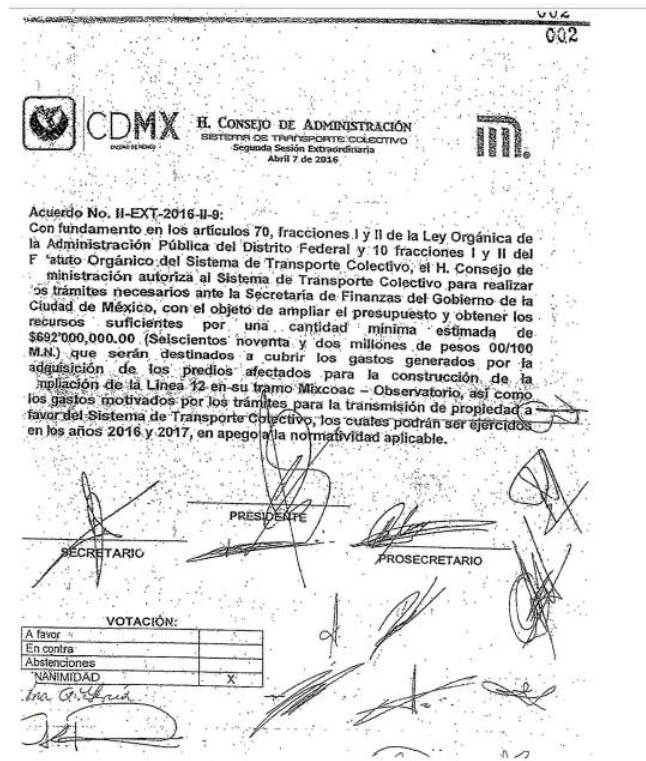 002
CDMX
CIUDAD DE MÉXICO
H. CONSEJO DE ADMINISTRACIÓN
SISTEMA DE TRANSPORTE COLECTIVO
Segunda Sesión Extraordinaria
Abril 7 de 2016
Acuerdo No. II-EXT-2016-II-9:
Con fundamento en los artículos 70, fracciones I y II de la Ley Orgánica de
la Administración Pública del Distrito Federal y 10 fracciones I y II del
F atuto Orgánico del Sistema de Transporte Colectivo, el H. Consejo de
ministración autoriza al Sistema de Transporte Colectivo para realizar
os trámites necesarios ante la Secretaría de Finanzas del Gobierno de la
Ciudad de México, con el objeto de ampliar el presupuesto y obtener los
recursos suficientes por una cantidad mínima estimada de
$692'000,000.00 (Seiscientos noventa y dos millones de pesos 00/100
M.N.) que serán destinados a cubrir los gastos generados por la
adquisición de los predios afectados para la construcción de la
mpliación de la Línea 12 en su tramo Mixcoac – Observatorio, así como
los gastos motivados por los trámites para la transmisión de propiedad a
favor del Sistema de Transporte Colectivo, los cuales podrán ser ejercidos
en los años 2016 y 2017, en apego a la normatividad aplicable.
PRESIDENTE
SECRETARIO
PROSECRETARIO
VOTACIÓN:
A favor
En contra
Abstenciones
NANIMIDAD X